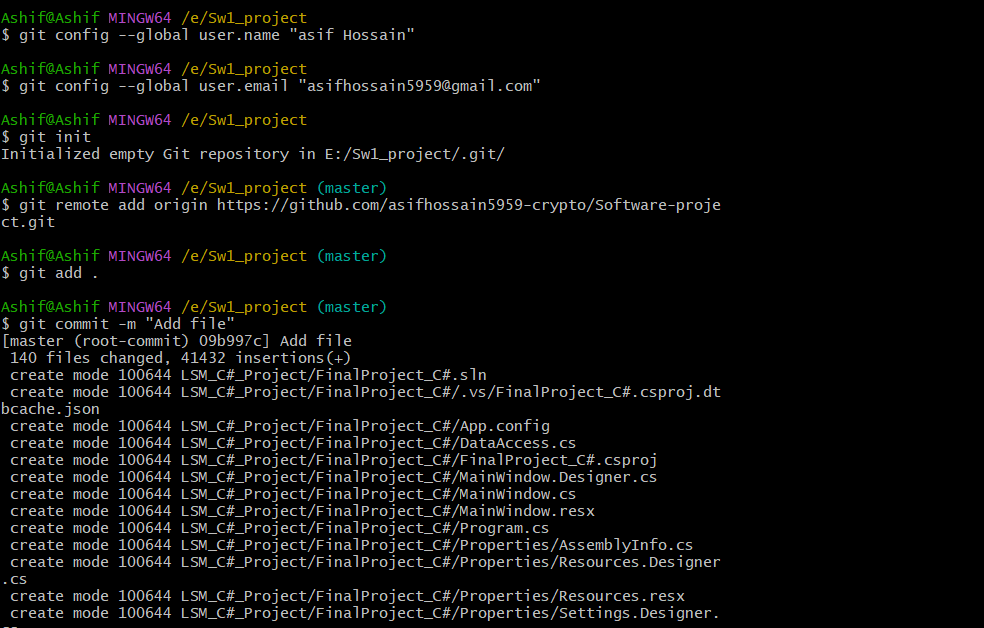 Ashif@Ashif MINGW64 /e/Sw1_project
$ git config --global user.name "asif Hossain"
Ashif@Ashif MINGW64 /e/Sw1_project
$ git config --global user.email "asifhossain5959@gmail.com"
Ashif@Ashif MINGW64 /e/Sw1_project
$ git init
Initialized empty Git repository in E:/Sw1_project/.git/
Ashif@Ashif MINGW64 /e/Sw1_project (master)
$ git remote add origin https://github.com/asifhossain5959-crypto/Software-proje
ct.git
Ashif@Ashif MINGW64 /e/Sw1_project (master)
$ git add .
Ashif@Ashif MINGW64 /e/Sw1_project (master)
$ git commit -m "Add file"
[master (root-commit) 09b997c] Add file
 140 files changed, 41432 insertions(+)
 create mode 100644 LSM_C#_Project/FinalProject_C#.sln
 create mode 100644 LSM_C#_Project/FinalProject_C#/.vs/FinalProject_C#.csproj.dt
bcache.json
 create mode 100644 LSM_C#_Project/FinalProject_C#/App.config
 create mode 100644 LSM_C#_Project/FinalProject_C#/DataAccess.cs
 create mode 100644 LSM_C#_Project/FinalProject_C#/FinalProject_C#.csproj
 create mode 100644 LSM_C#_Project/FinalProject_C#/MainWindow.Designer.cs
 create mode 100644 LSM_C#_Project/FinalProject_C#/MainWindow.cs
 create mode 100644 LSM_C#_Project/FinalProject_C#/MainWindow.resx
 create mode 100644 LSM_C#_Project/FinalProject_C#/Program.cs
 create mode 100644 LSM_C#_Project/FinalProject_C#/Properties/AssemblyInfo.cs
 create mode 100644 LSM_C#_Project/FinalProject_C#/Properties/Resources.Designer
.cs
 create mode 100644 LSM_C#_Project/FinalProject_C#/Properties/Resources.resx
 create mode 100644 LSM_C#_Project/FinalProject_C#/Properties/Settings.Designer.